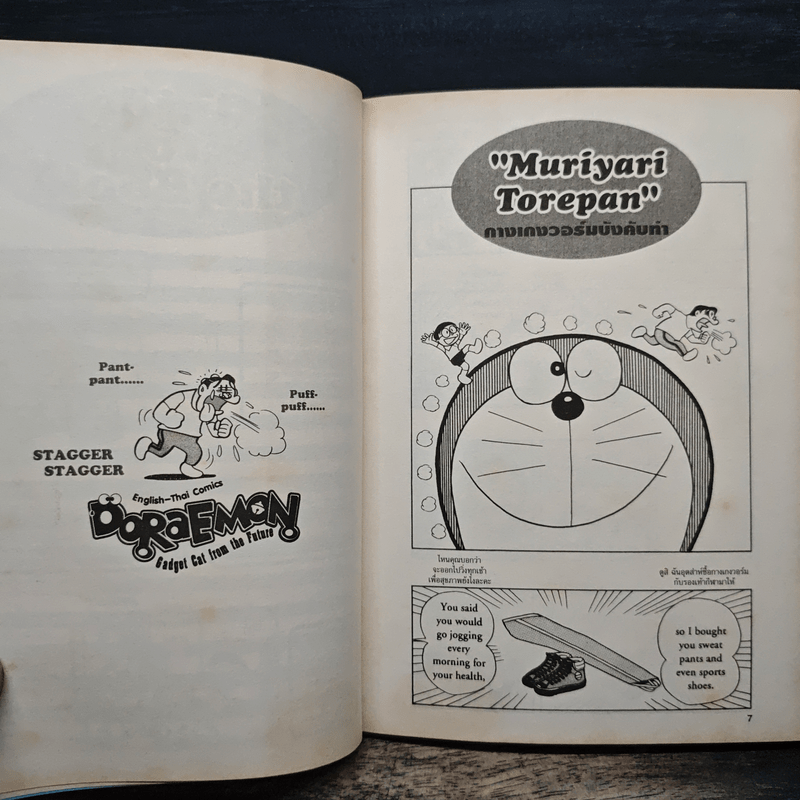 Pant-
pant......
Puff-
puff......
STAGGER
STAGGER
English-Thai Comics
DORAEMON
Gadget Cat from the Future
"Muriyari
Torepan"
กางเกงวอร์มบังคับทำ
ไหนคุณบอกว่า
จะออกไปวิ่งทุกเช้า
เพื่อสุขภาพยังไงละคะ
ดูสิ ฉันอุตส่าห์ซื้อกางเกงวอร์ม
กับรองเท้ากีฬามาให้
You said
you would
go jogging
every
morning for
your health,
so I bought
you sweat
pants and
even sports
shoes.
7